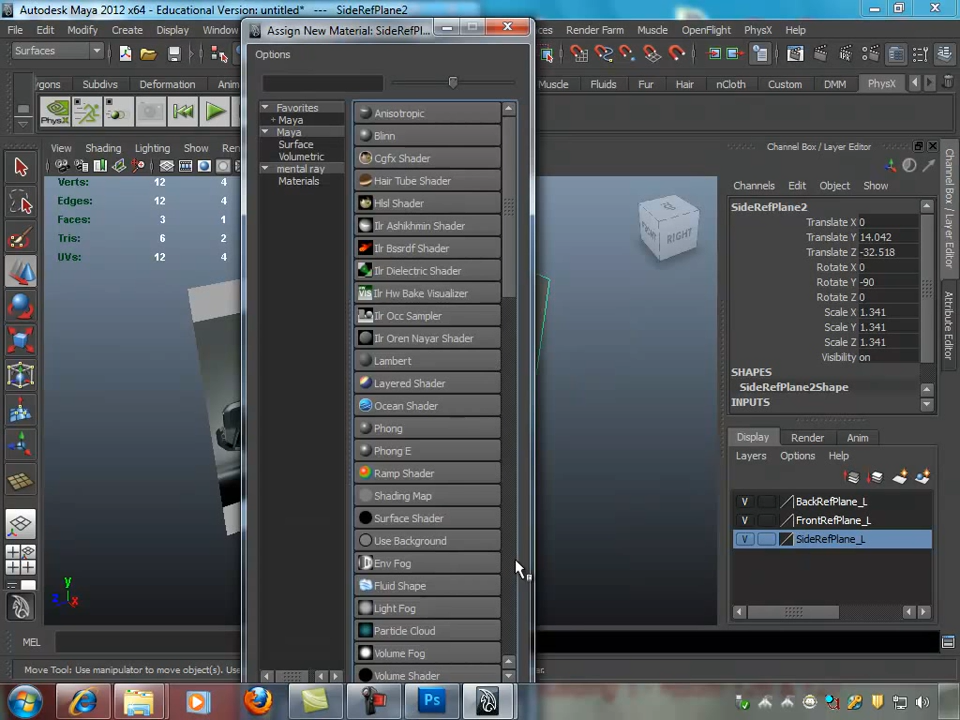 Autodesk Maya 2012 x64 - Educational Version: untitled* --- SideRefPlane2
Assign New Material: SideRefPl...
File Edit Modify Create Display Window
Render Farm Muscle OpenFlight PhysX
Options
Surfaces
Subdivs Deformation
Muscle Fluids Fur Hair nCloth Custom DMM PhysX
PhysX
Favorites
+ Maya
Maya
Surface
Volumetric
mental ray
Materials
Anisotropic
Blinn
Cgfx Shader
Hair Tube Shader
Hlsl Shader
Ilr Ashikhmin Shader
Ilr Bssrdf Shader
Ilr Dielectric Shader
Ilr Hw Bake Visualizer
Ilr Occ Sampler
Ilr Oren Nayar Shader
Lambert
Layered Shader
Ocean Shader
Phong
Phong E
Ramp Shader
Shading Map
Surface Shader
Use Background
Env Fog
Fluid Shape
Light Fog
Particle Cloud
Volume Fog
Volume Shader
View Shading Lighting Show
Verts: 12 4
Edges: 12 4
Faces: 3 1
Tris: 6 2
UVs: 12 4
RIGHT
y
z x
Channel Box / Layer Editor
Channels Edit Object Show
SideRefPlane2
Translate X 0
Translate Y 14.042
Translate Z -32.518
Rotate X 0
Rotate Y -90
Rotate Z 0
Scale X 1.341
Scale Y 1.341
Scale Z 1.341
Visibility on
SHAPES
SideRefPlane2Shape
INPUTS
Display Render Anim
Layers Options Help
V BackRefPlane_L
V FrontRefPlane_L
V SideRefPlane_L
Channel Box / Layer Editor
Attribute Editor
MEL
Move Tool: Use manipulator to move object(s).
Ps